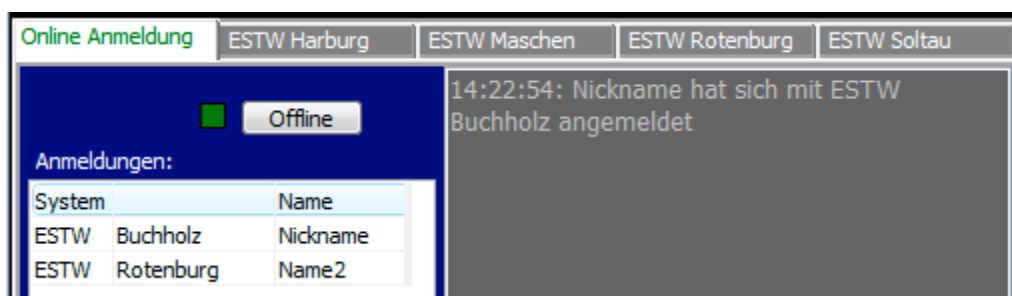 Online Anmeldung ESTW Harburg ESTW Maschen ESTW Rotenburg ESTW Soltau
Offline
Anmeldungen:
System Name
ESTW Buchholz Nickname
ESTW Rotenburg Name2
14:22:54: Nickname hat sich mit ESTW
Buchholz angemeldet